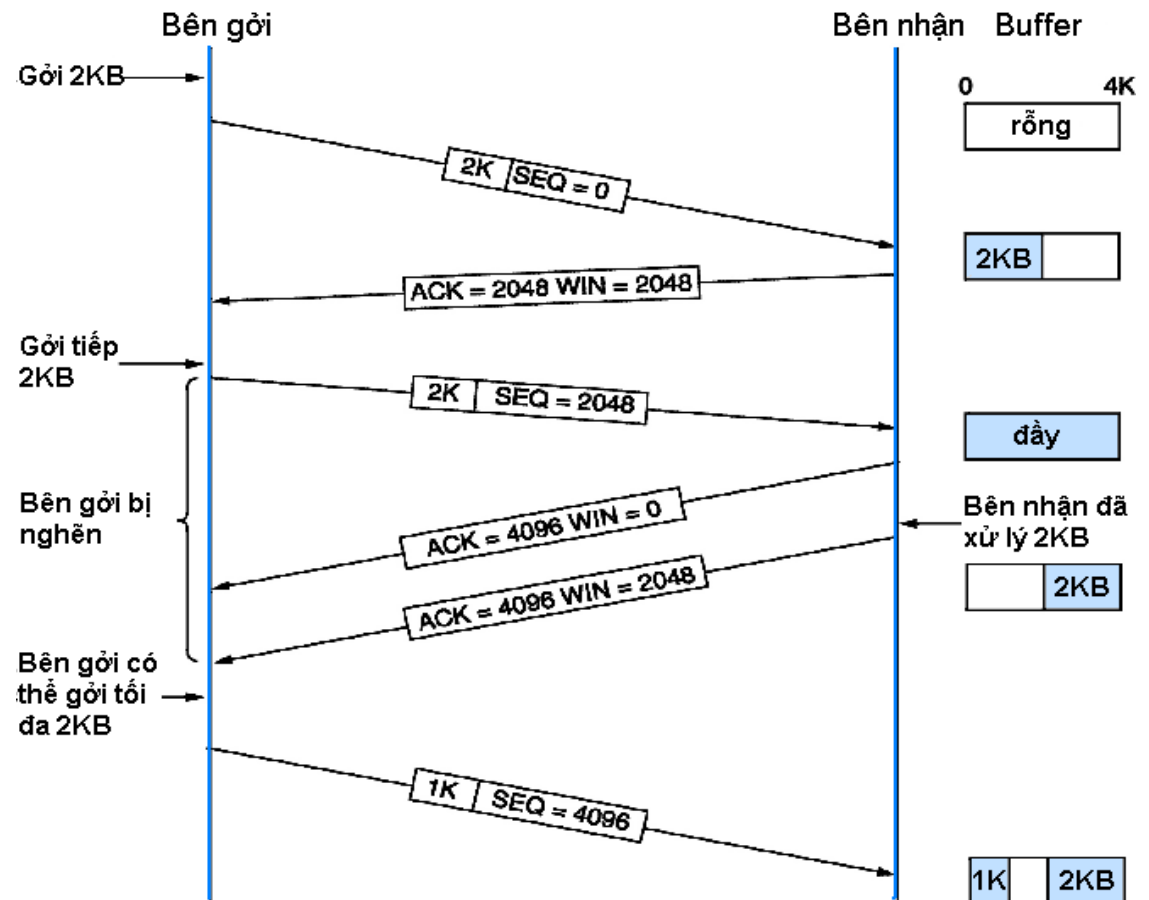 Bên gởi
Bên nhận
Buffer
Gởi 2KB
0
4K
rỗng
2K SEQ = 0
2KB
ACK = 2048 WIN = 2048
Gởi tiếp
2KB
2K SEQ = 2048
đầy
Bên gởi bị
nghẽn
ACK = 4096 WIN = 0
Bên nhận đã
xử lý 2KB
2KB
ACK = 4096 WIN = 2048
Bên gởi có
thể gởi tối
đa 2KB
1K SEQ = 4096
1K
2KB